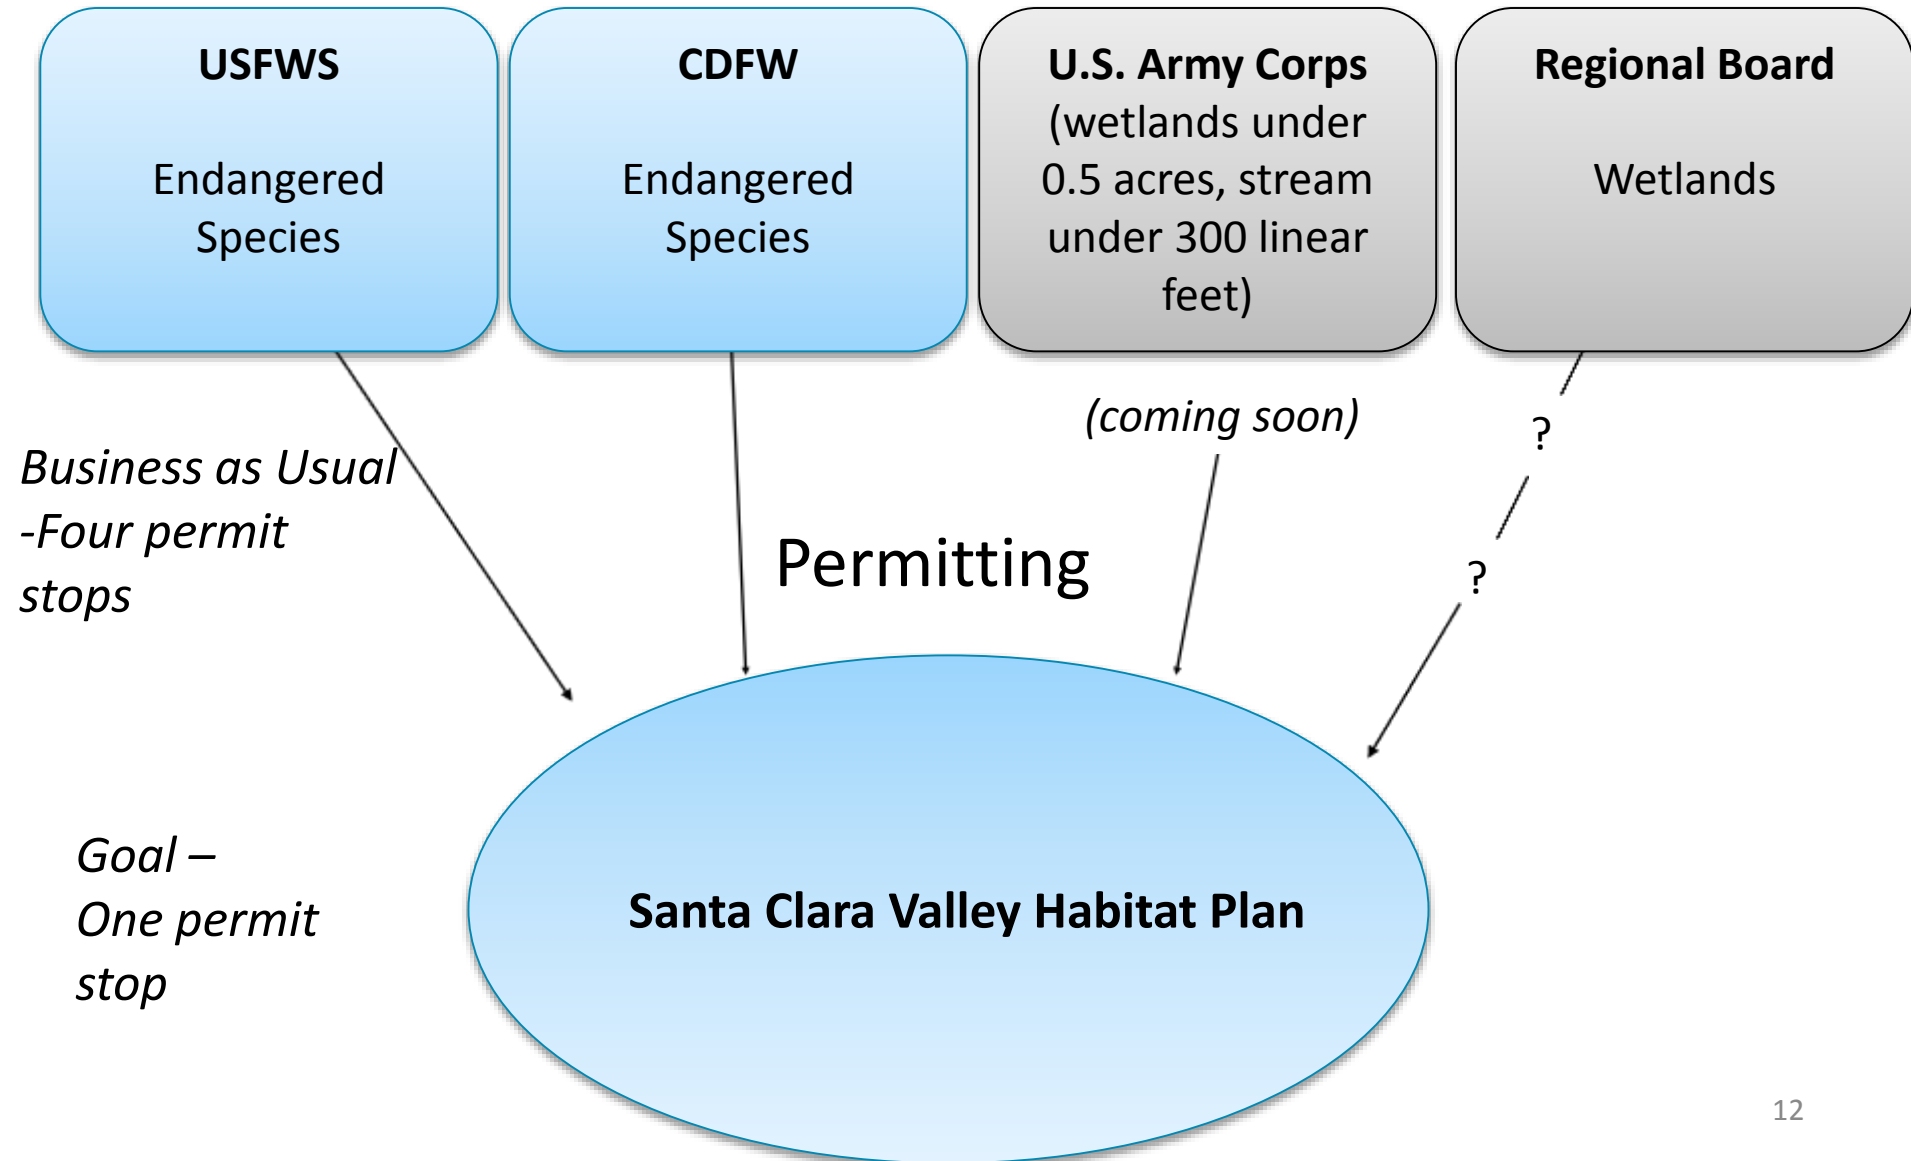 USFWS
Endangered
Species
CDFW
Endangered
Species
U.S. Army Corps
(wetlands under
0.5 acres, stream
under 300 linear
feet)
Regional Board
Wetlands
(coming soon)
?
?
Business as Usual
-Four permit
stops
Permitting
Goal –
One permit
stop
Santa Clara Valley Habitat Plan
12